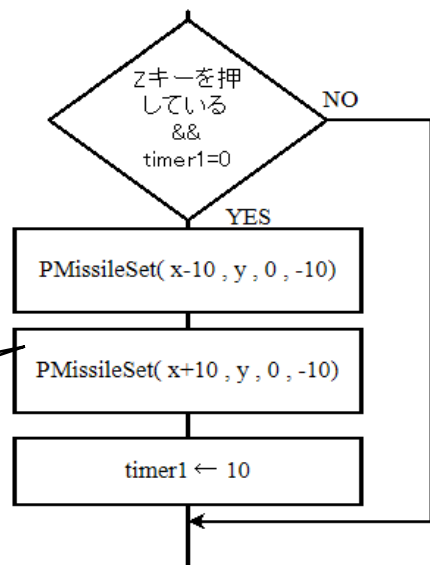 Zキーを押
している
&&
timer1=0
NO
YES
PMissileSet( x-10 , y , 0 , -10)
PMissileSet( x+10 , y , 0 , -10)
timer1 ← 10